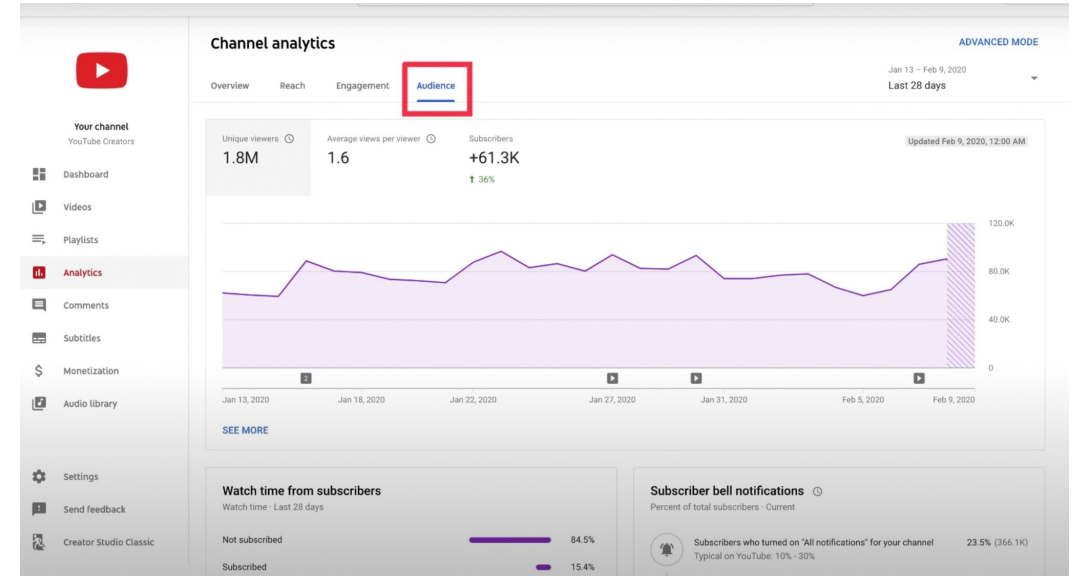 Channel analytics
ADVANCED MODE
Overview
Reach
Engagement
Audience
Jan 13 – Feb 9, 2020
Last 28 days
Your channel
YouTube Creators
Dashboard
Videos
Playlists
Analytics
Comments
Subtitles
Monetization
Audio library
Settings
Send feedback
Creator Studio Classic
Unique viewers
1.8M
Average views per viewer
1.6
Subscribers
+61.3K
36%
Updated Feb 9, 2020, 12:00 AM
120.0K
80.0K
40.0K
0
2
Jan 13, 2020
Jan 18, 2020
Jan 22, 2020
Jan 27, 2020
Jan 31, 2020
Feb 5, 2020
Feb 9, 2020
SEE MORE
Watch time from subscribers
Watch time · Last 28 days
Not subscribed 84.5%
Subscribed 15.4%
Subscriber bell notifications
Percent of total subscribers · Current
Subscribers who turned on "All notifications" for your channel 23.5% (366.1K)
Typical on YouTube: 10% - 30%